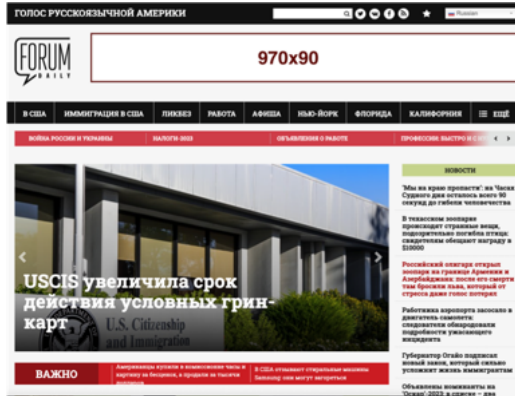 ГОЛОС РУССКОЯЗЫЧНОЙ АМЕРИКИ
Russian
FORUM
DAILY
970x90
В США ИММИГРАЦИЯ В США ЛИКБЕЗ РАБОТА АФИША НЬЮ-ЙОРК ФЛОРИДА КАЛИФОРНИЯ ЕЩЁ
ВОЙНА РОССИИ И УКРАИНЫ НАЛОГИ-2023 ОБЪЯВЛЕНИЯ О РАБОТЕ ПРОФЕССИИ: БЫСТРО И С
USCIS увеличила срок
действия условных грин-
карт
U.S. Citizenship
and Immigration
НОВОСТИ
'Мы на краю пропасти': на Часах
Судного дня осталось всего 90
секунд до гибели человечества
В техасском зоопарке
происходят странные вещи,
подозрительно погибла птица:
свидетелям обещают награду в
$10000
Российский олигарх открыл
зоопарк на границе Армении и
Азербайджана: после его смерти
там бросили льва, который от
стресса даже голос потерял
Работника аэропорта засосало в
двигатель самолета:
следователи обнародовали
подробности ужасающего
инцидента
Губернатор Огайо подписал
новый закон, который сильно
усложнит жизнь иммигрантам
Объявлены номинанты на
'Оскар'-2023: в списке – два
ВАЖНО
Американцы купили в комиссионке часы и
картину за бесценок, а продали за тысячи
долларов
В США отзывают стиральные машины
Samsung: они могут загореться